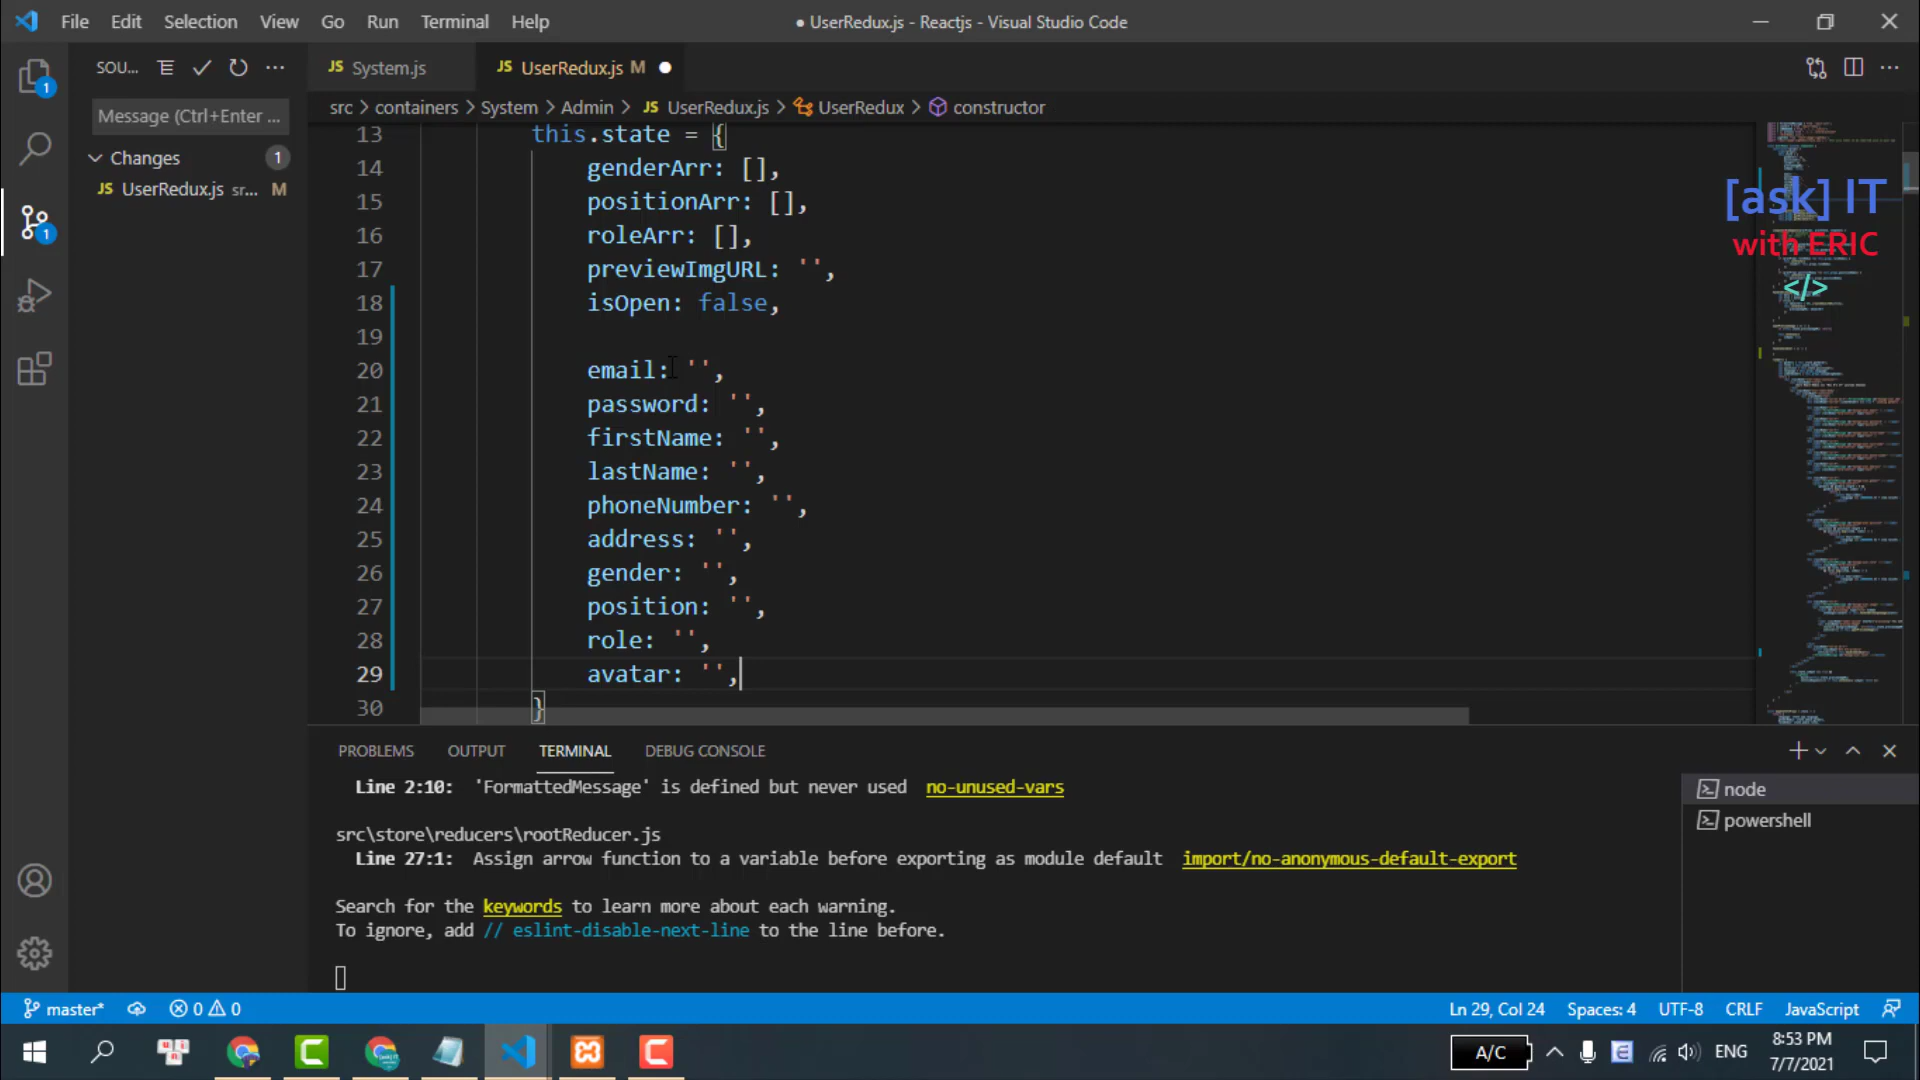 File Edit Selection View Go Run Terminal Help
● UserRedux.js - Reactjs - Visual Studio Code
SOU...
JS System.js
JS UserRedux.js M
src > containers > System > Admin > JS UserRedux.js > UserRedux > constructor
Message (Ctrl+Enter ...
Changes 1
JS UserRedux.js sr... M
1
1
13 this.state = {
14 genderArr: [],
15 positionArr: [],
16 roleArr: [],
17 previewImgURL: '',
18 isOpen: false,
19
20 email: '',
21 password: '',
22 firstName: '',
23 lastName: '',
24 phoneNumber: '',
25 address: '',
26 gender: '',
27 position: '',
28 role: '',
29 avatar: '',
30 }
[ask] IT
with ERIC
</>
PROBLEMS OUTPUT TERMINAL DEBUG CONSOLE
Line 2:10: 'FormattedMessage' is defined but never used no-unused-vars
src\store\reducers\rootReducer.js
Line 27:1: Assign arrow function to a variable before exporting as module default import/no-anonymous-default-export
Search for the keywords to learn more about each warning.
To ignore, add // eslint-disable-next-line to the line before.
node
powershell
master* 0 0
Ln 29, Col 24 Spaces: 4 UTF-8 CRLF JavaScript
A/C
ENG
8:53 PM
7/7/2021